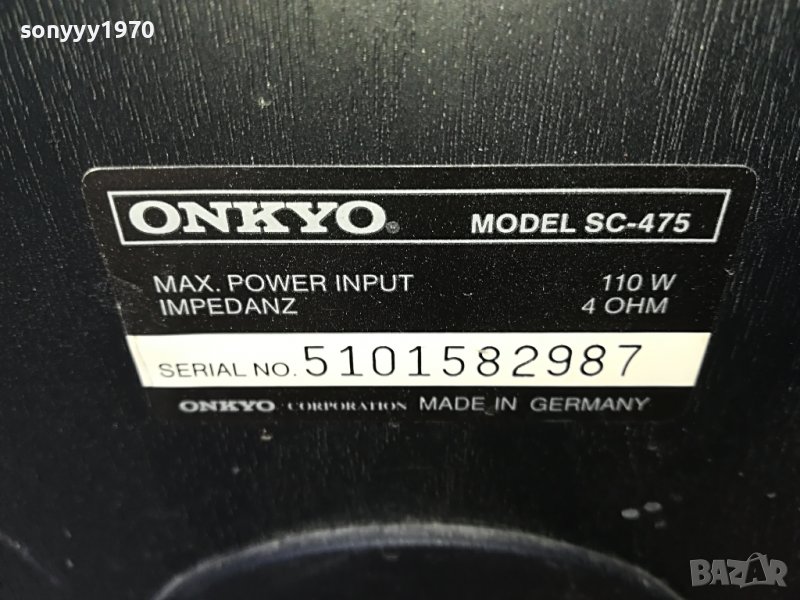 sonyyy1970
ONKYO® MODEL SC-475
MAX. POWER INPUT 110 W
IMPEDANZ 4 OHM
SERIAL NO. 5101582987
ONKYO CORPORATION MADE IN GERMANY
BAZAR